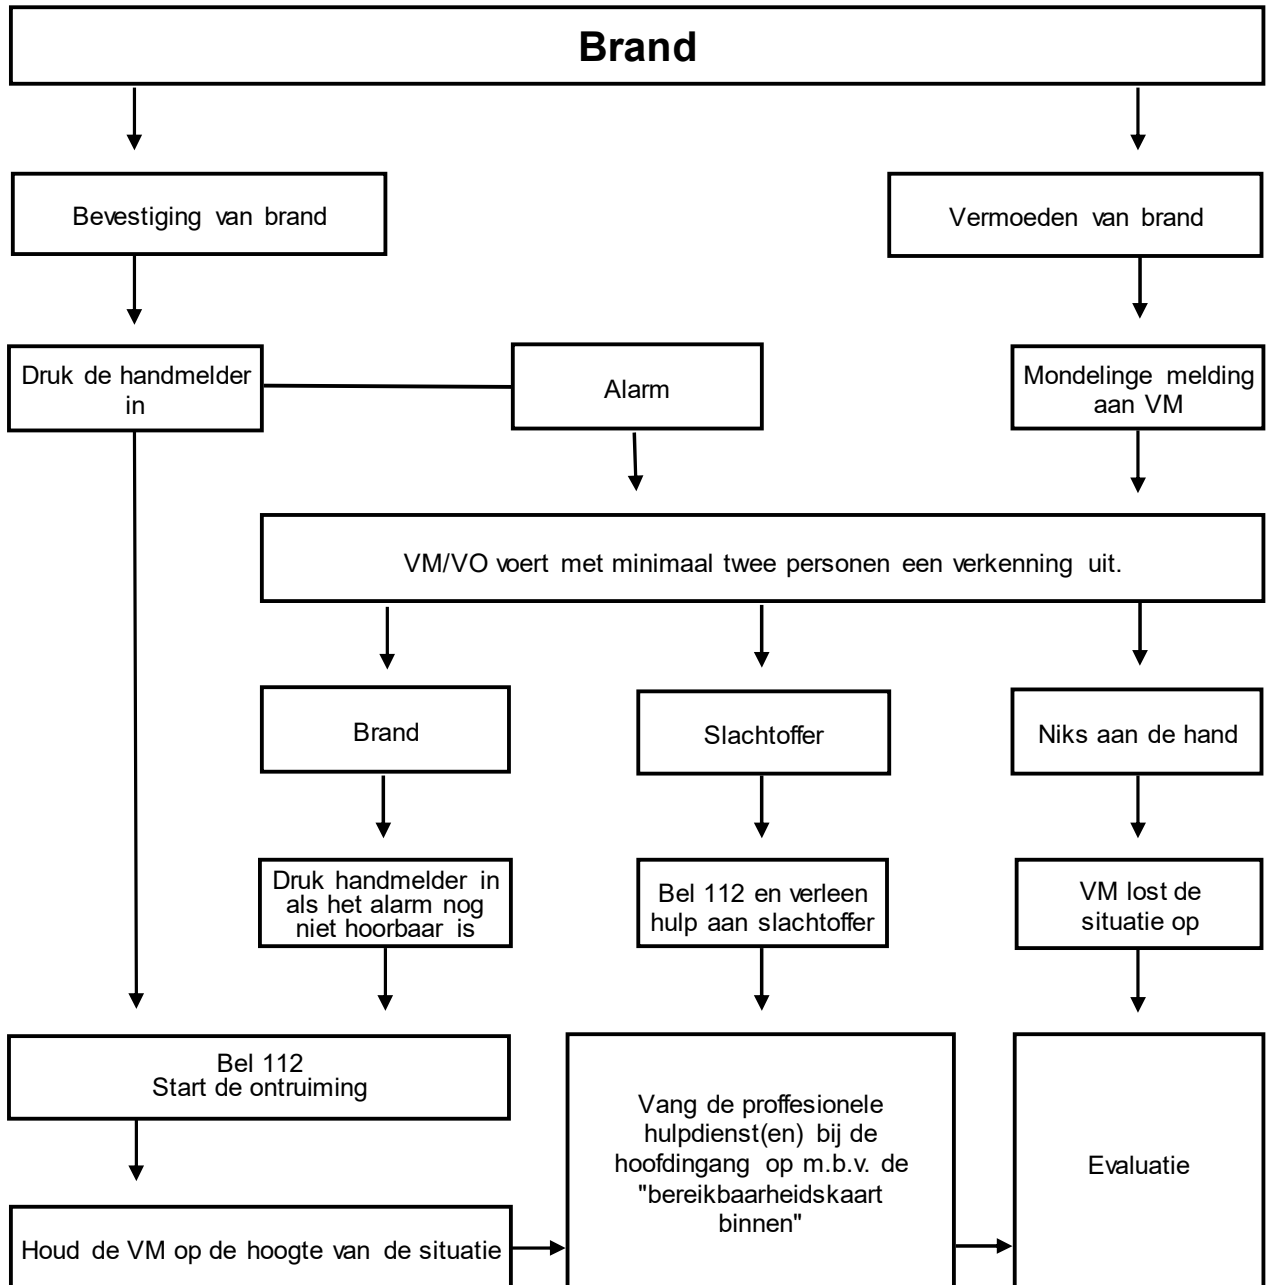 Brand
Bevestiging van brand
Vermoeden van brand
Druk de handmelder
in
Alarm
Mondelinge melding
aan VM
VM/VO voert met minimaal twee personen een verkenning uit.
Brand
Slachtoffer
Niks aan de hand
Druk handmelder in
als het alarm nog
niet hoorbaar is
Bel 112 en verleen
hulp aan slachtoffer
VM lost de
situatie op
Bel 112
Start de ontruiming
Houd de VM op de hoogte van de situatie
Vang de proffesionele
hulpdienst(en) bij de
hoofdingang op m.b.v. de
"bereikbaarheidskaart
binnen"
Evaluatie